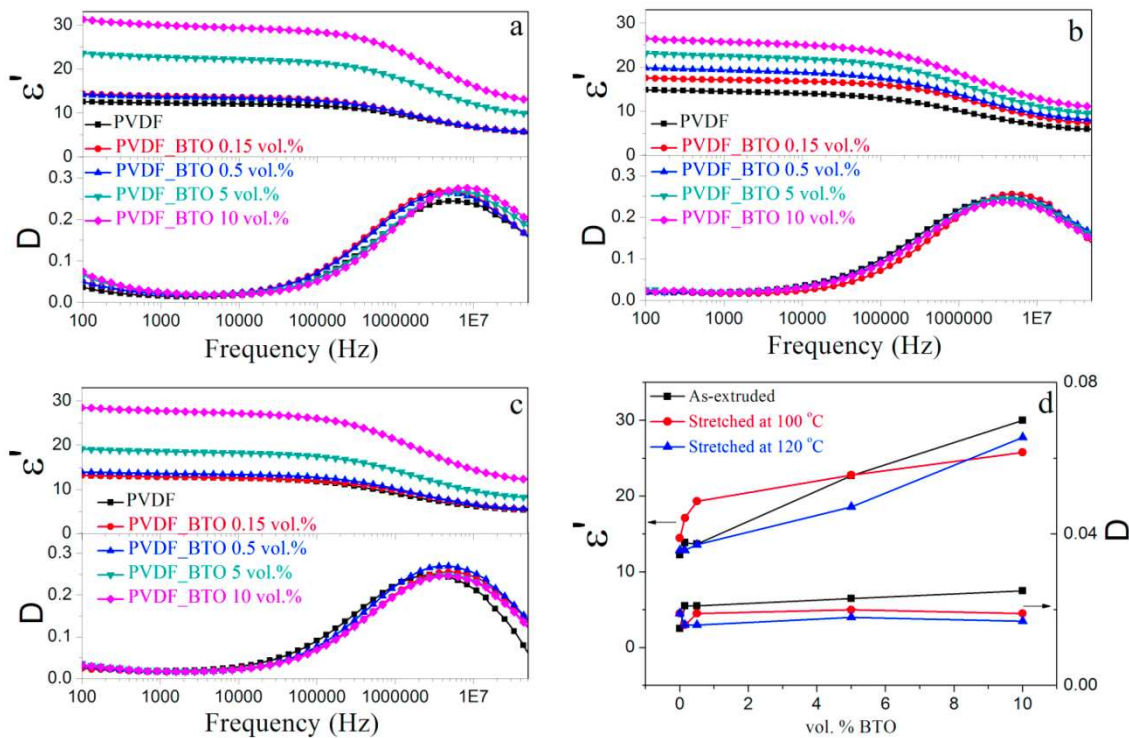 a
30
20
10
0
ε'
PVDF
PVDF_BTO 0.15 vol.%
PVDF_BTO 0.5 vol.%
PVDF_BTO 5 vol.%
PVDF_BTO 10 vol.%
0.3
0.2
0.1
0.0
D
100 1000 10000 100000 1000000 1E7
Frequency (Hz)
b
30
20
10
0
ε'
PVDF
PVDF_BTO 0.15 vol.%
PVDF_BTO 0.5 vol.%
PVDF_BTO 5 vol.%
PVDF_BTO 10 vol.%
0.3
0.2
0.1
0.0
D
100 1000 10000 100000 1000000 1E7
Frequency (Hz)
c
30
20
10
0
ε'
PVDF
PVDF_BTO 0.15 vol.%
PVDF_BTO 0.5 vol.%
PVDF_BTO 5 vol.%
PVDF_BTO 10 vol.%
0.3
0.2
0.1
0.0
D
100 1000 10000 100000 1000000 1E7
Frequency (Hz)
d
As-extruded
Stretched at 100 °C
Stretched at 120 °C
30
20
10
0
ε'
0.08
0.04
0.00
D
0 2 4 6 8 10
vol. % BTO